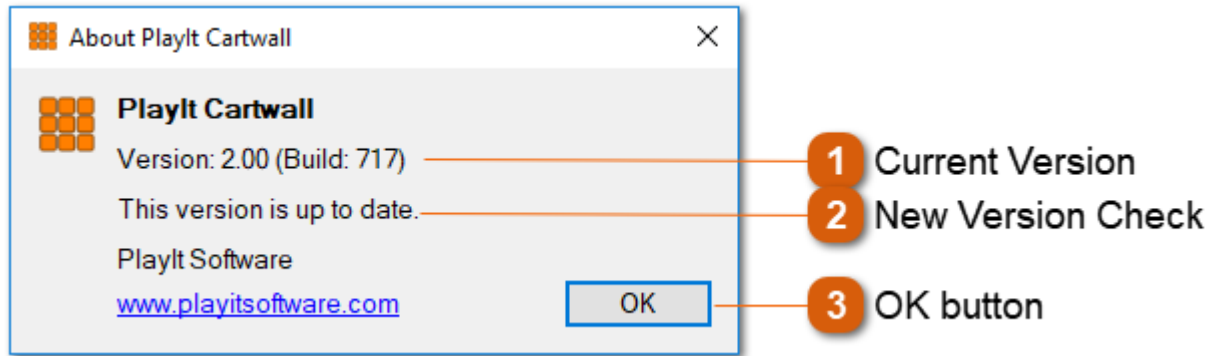 About PlayIt Cartwall
PlayIt Cartwall
Version: 2.00 (Build: 717)
1 Current Version
This version is up to date.
2 New Version Check
PlayIt Software
www.playitsoftware.com
OK
3 OK button